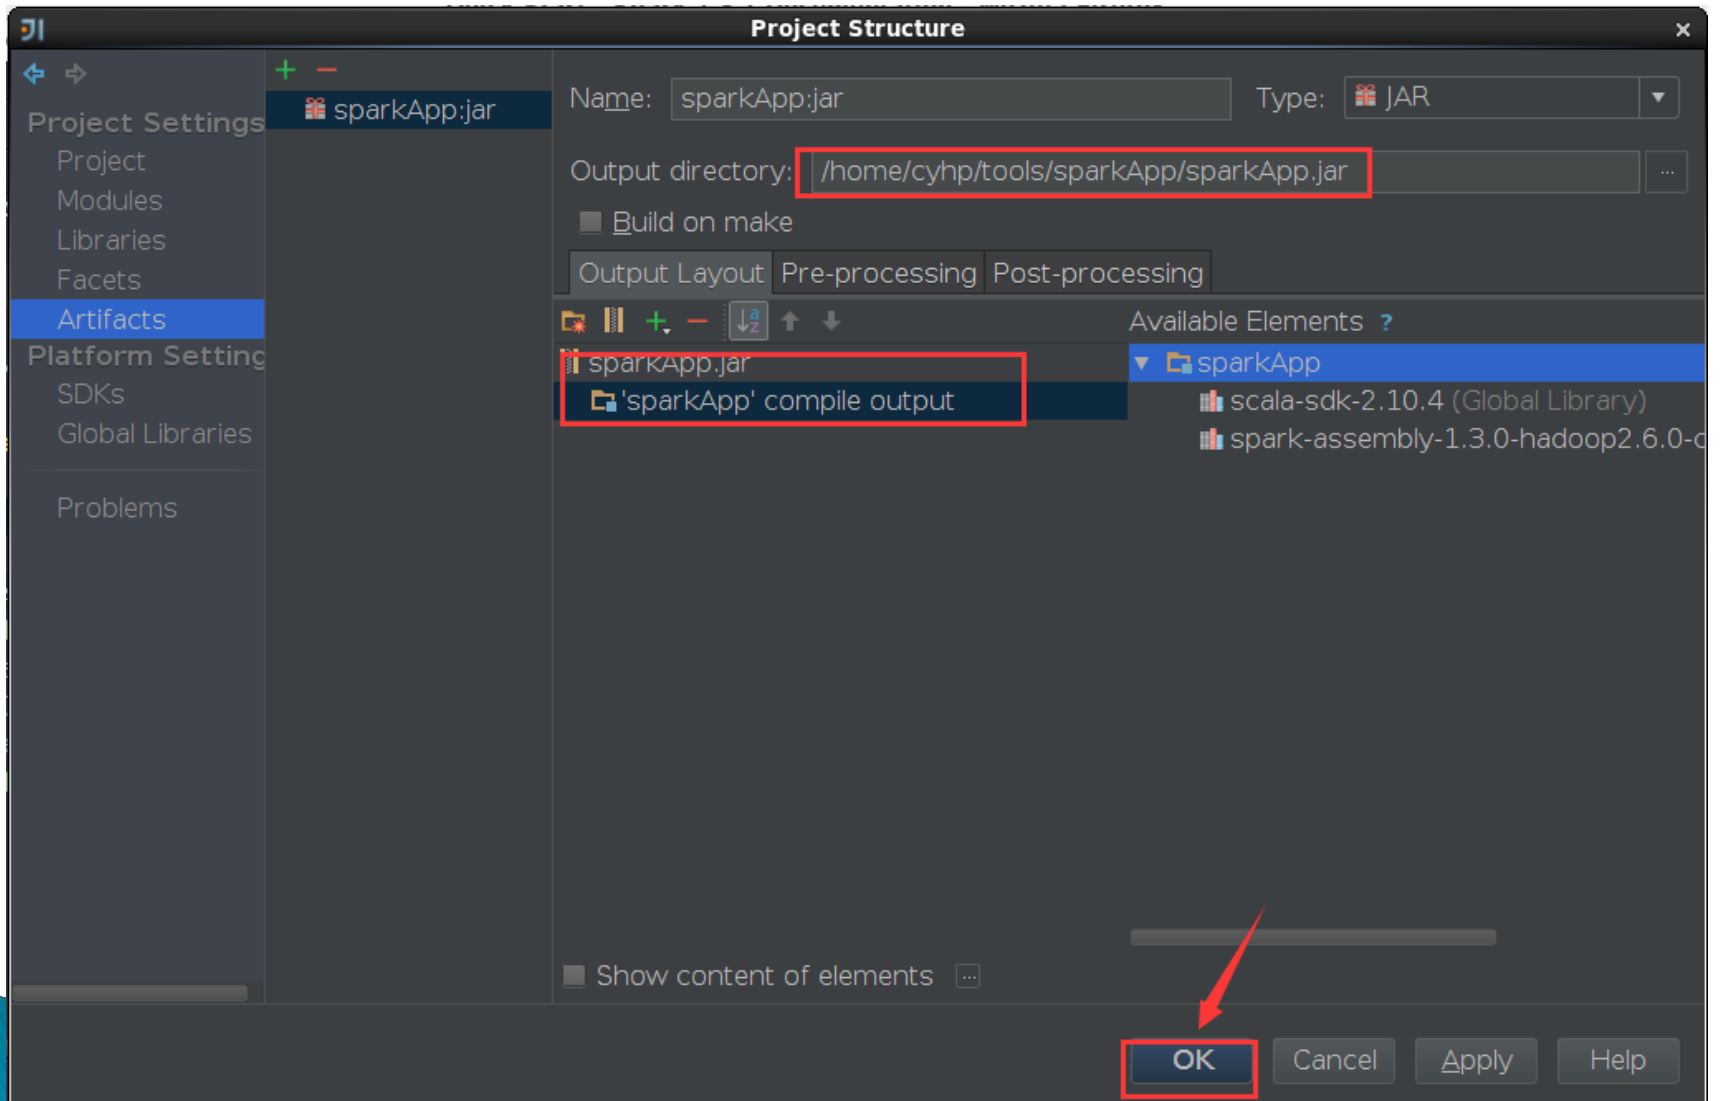 Project Structure
Project Settings
Project
Modules
Libraries
Facets
Artifacts
Platform Setting
SDKs
Global Libraries
Problems
sparkApp:jar
Name: sparkApp:jar
Type: JAR
Output directory: /home/cyhp/tools/sparkApp/sparkApp.jar
Build on make
Output Layout Pre-processing Post-processing
Available Elements ?
sparkApp.jar
'sparkApp' compile output
sparkApp
scala-sdk-2.10.4 (Global Library)
spark-assembly-1.3.0-hadoop2.6.0-c
Show content of elements ...
OK Cancel Apply Help